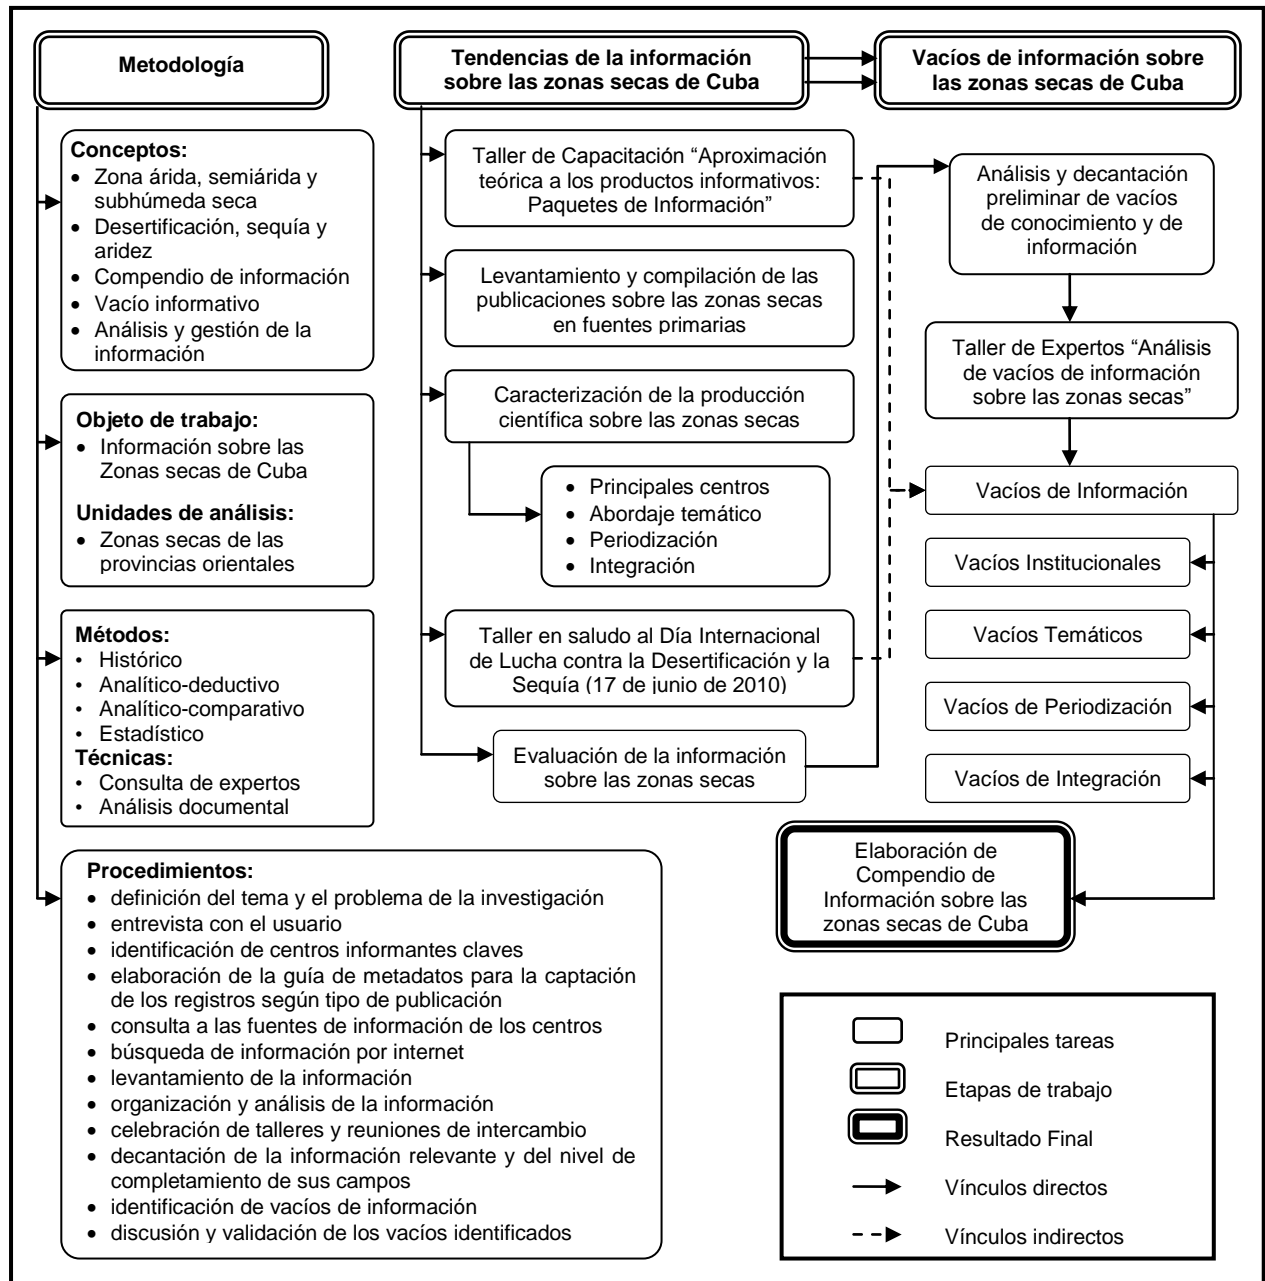 Metodología
Conceptos:
• Zona árida, semiárida y
subhúmeda seca
• Desertificación, sequía y
aridez
• Compendio de información
• Vacío informativo
• Análisis y gestión de la
información
Objeto de trabajo:
• Información sobre las
Zonas secas de Cuba
Unidades de análisis:
• Zonas secas de las
provincias orientales
Métodos:
• Histórico
• Analítico-deductivo
• Analítico-comparativo
• Estadístico
Técnicas:
• Consulta de expertos
• Análisis documental
Procedimientos:
• definición del tema y el problema de la investigación
• entrevista con el usuario
• identificación de centros informantes claves
• elaboración de la guía de metadatos para la captación
de los registros según tipo de publicación
• consulta a las fuentes de información de los centros
• búsqueda de información por internet
• levantamiento de la información
• organización y análisis de la información
• celebración de talleres y reuniones de intercambio
• decantación de la información relevante y del nivel de
completamiento de sus campos
• identificación de vacíos de información
• discusión y validación de los vacíos identificados
Tendencias de la información
sobre las zonas secas de Cuba
Taller de Capacitación “Aproximación
teórica a los productos informativos:
Paquetes de Información”
Levantamiento y compilación de las
publicaciones sobre las zonas secas
en fuentes primarias
Caracterización de la producción
científica sobre las zonas secas
• Principales centros
• Abordaje temático
• Periodización
• Integración
Taller en saludo al Día Internacional
de Lucha contra la Desertificación y la
Sequía (17 de junio de 2010)
Evaluación de la información
sobre las zonas secas
Vacíos de información sobre
las zonas secas de Cuba
Análisis y decantación
preliminar de vacíos
de conocimiento y de
información
Taller de Expertos “Análisis
de vacíos de información
sobre las zonas secas”
Vacíos de Información
Vacíos Institucionales
Vacíos Temáticos
Vacíos de Periodización
Vacíos de Integración
Elaboración de
Compendio de
Información sobre las
zonas secas de Cuba
Principales tareas
Etapas de trabajo
Resultado Final
Vínculos directos
Vínculos indirectos